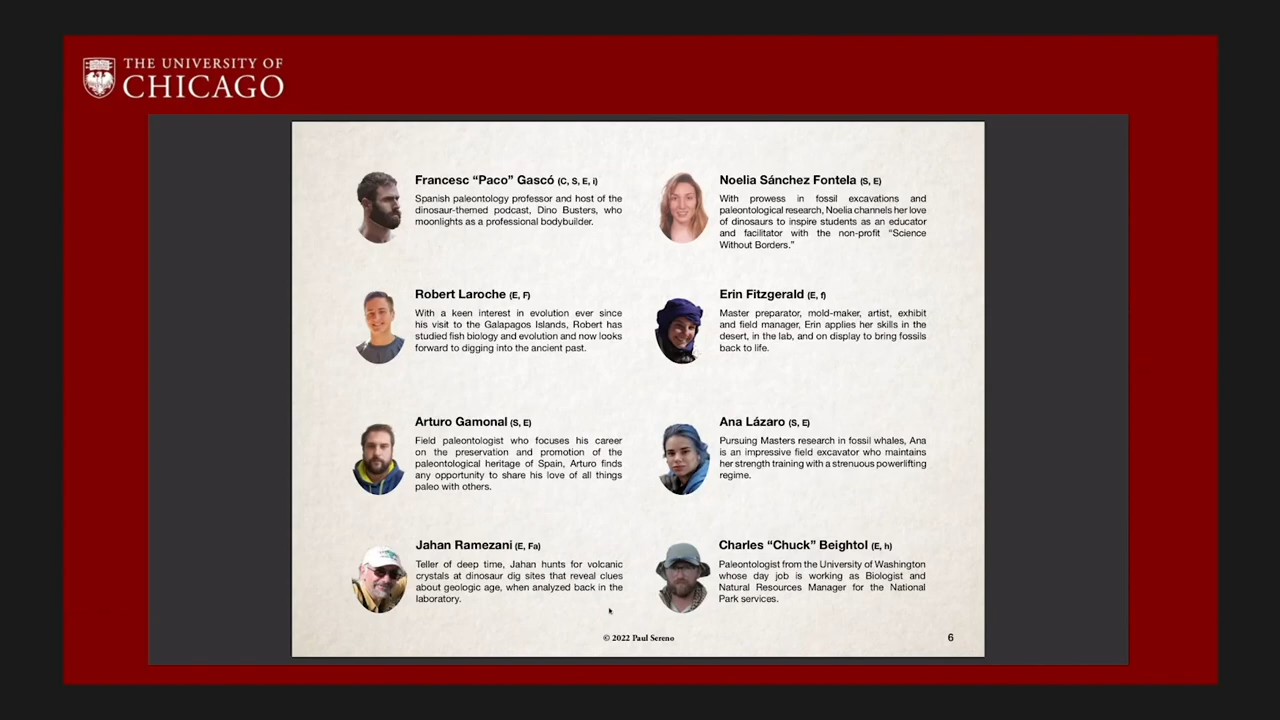 THE UNIVERSITY OF
CHICAGO
Francesc “Paco” Gascó (C, S, E, i)
Spanish paleontology professor and host of the
dinosaur-themed podcast, Dino Busters, who
moonlights as a professional bodybuilder.
Noelia Sánchez Fontela (S, E)
With prowess in fossil excavations and
paleontological research, Noelia channels her love
of dinosaurs to inspire students as an educator
and facilitator with the non-profit “Science
Without Borders.”
Robert Laroche (E, F)
With a keen interest in evolution ever since
his visit to the Galapagos Islands, Robert has
studied fish biology and evolution and now looks
forward to digging into the ancient past.
Erin Fitzgerald (E, f)
Master preparator, mold-maker, artist, exhibit
and field manager, Erin applies her skills in the
desert, in the lab, and on display to bring fossils
back to life.
Arturo Gamonal (S, E)
Field paleontologist who focuses his career
on the preservation and promotion of the
paleontological heritage of Spain, Arturo finds
any opportunity to share his love of all things
paleo with others.
Ana Lázaro (S, E)
Pursuing Masters research in fossil whales, Ana
is an impressive field excavator who maintains
her strength training with a strenuous powerlifting
regime.
Jahan Ramezani (E, Fa)
Teller of deep time, Jahan hunts for volcanic
crystals at dinosaur dig sites that reveal clues
about geologic age, when analyzed back in the
laboratory.
Charles “Chuck” Beightol (E, h)
Paleontologist from the University of Washington
whose day job is working as Biologist and
Natural Resources Manager for the National
Park services.
© 2022 Paul Sereno
6